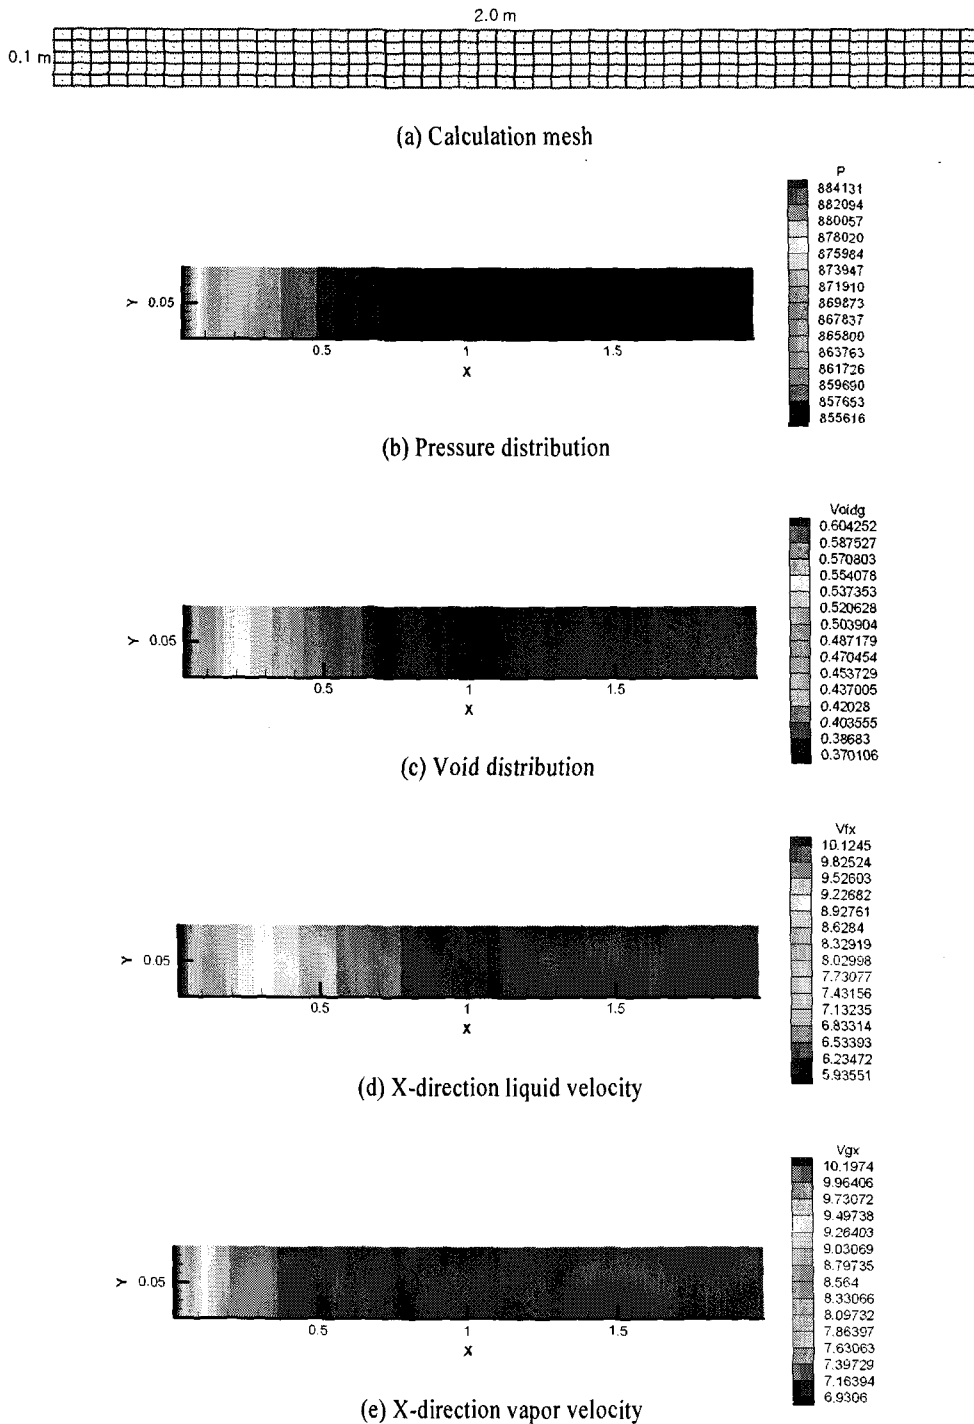 2.0 m
0.1 m
(a) Calculation mesh
P
884131
882094
880057
878020
875984
873947
871910
869873
867837
865800
863763
861726
859690
857653
855616
Y 0.05
0.5 1 1.5
X
(b) Pressure distribution
Voidg
0.604252
0.587527
0.570803
0.554078
0.537353
0.520628
0.503904
0.487179
0.470454
0.453729
0.437005
0.42028
0.403555
0.38683
0.370106
Y 0.05
0.5 1 1.5
X
(c) Void distribution
Vfx
10.1245
9.82524
9.52603
9.22682
8.92761
8.6284
8.32919
8.02998
7.73077
7.43156
7.13235
6.83314
6.53393
6.23472
5.93551
Y 0.05
0.5 1 1.5
X
(d) X-direction liquid velocity
Vgx
10.1974
9.96406
9.73072
9.49738
9.26403
9.03069
8.79735
8.564
8.33066
8.09732
7.86397
7.63063
7.39729
7.16394
6.9306
Y 0.05
0.5 1 1.5
X
(e) X-direction vapor velocity